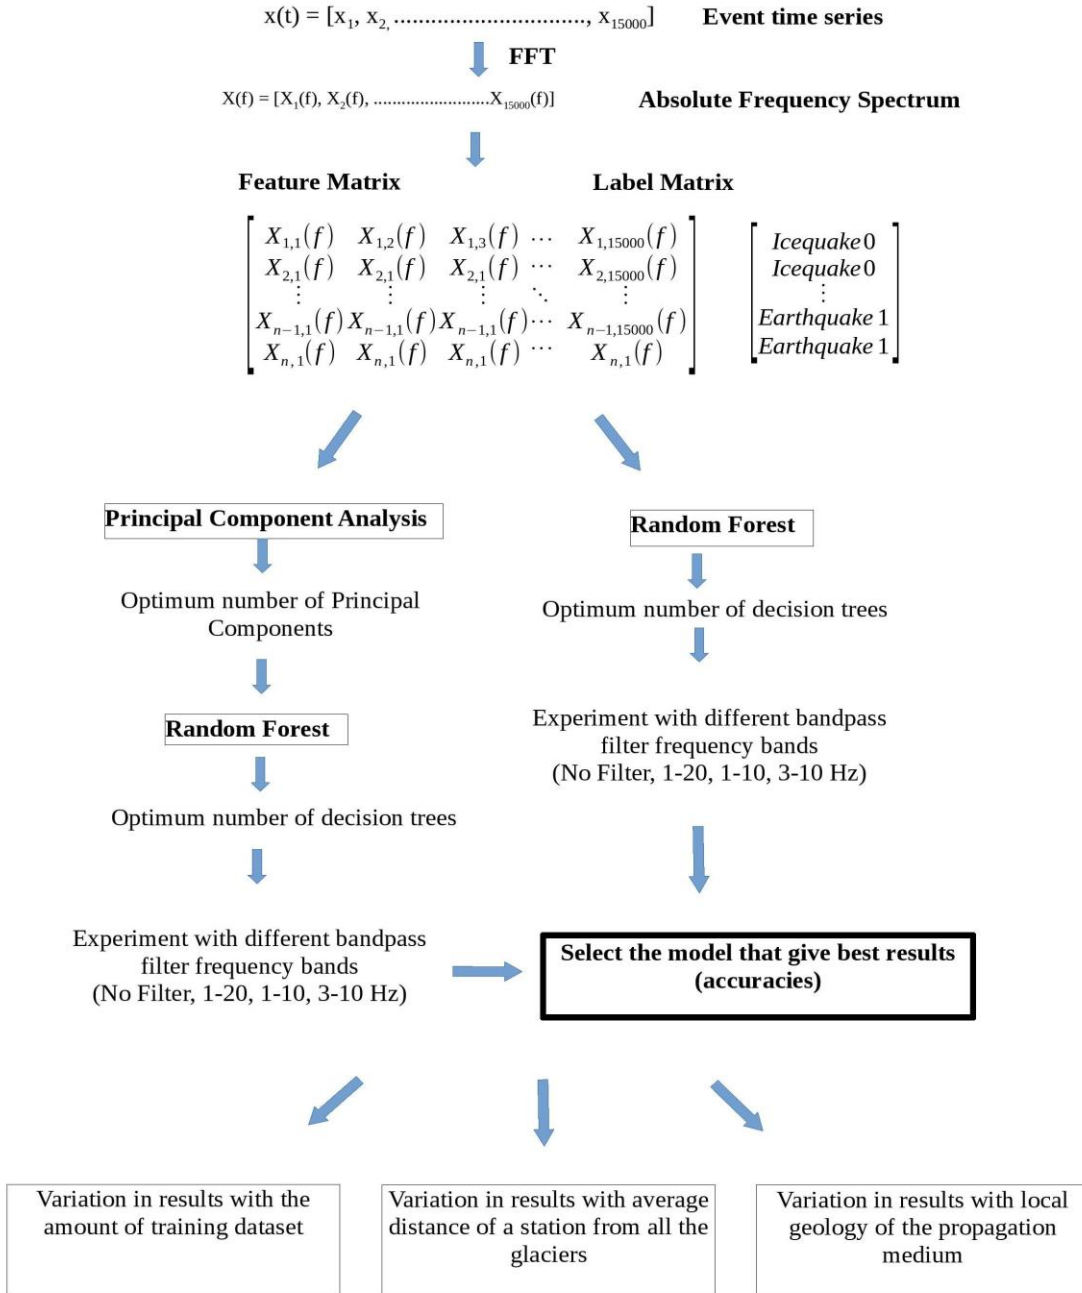 x(t) = [x₁, x₂, ..............................., x₁₅₀₀₀] Event time series
FFT
X(f) = [X₁(f), X₂(f), .........................X₁₅₀₀₀(f)] Absolute Frequency Spectrum
Feature Matrix Label Matrix
X₁,₁(f) X₁,₂(f) X₁,₃(f) ⋯ X₁,₁₅₀₀₀(f)
X₂,₁(f) X₂,₁(f) X₂,₁(f) ⋯ X₂,₁₅₀₀₀(f)
⋮ ⋮ ⋮ ⋱ ⋮
Xₙ₋₁,₁(f) Xₙ₋₁,₁(f) Xₙ₋₁,₁(f) ⋯ Xₙ₋₁,₁₅₀₀₀(f)
Xₙ,₁(f) Xₙ,₁(f) Xₙ,₁(f) ⋯ Xₙ,₁(f)
Icequake 0
Icequake 0
⋮
Earthquake 1
Earthquake 1
Principal Component Analysis
Optimum number of Principal
Components
Random Forest
Optimum number of decision trees
Experiment with different bandpass
filter frequency bands
(No Filter, 1-20, 1-10, 3-10 Hz)
Random Forest
Optimum number of decision trees
Experiment with different bandpass
filter frequency bands
(No Filter, 1-20, 1-10, 3-10 Hz)
Select the model that give best results
(accuracies)
Variation in results with the
amount of training dataset
Variation in results with average
distance of a station from all the
glaciers
Variation in results with local
geology of the propagation
medium